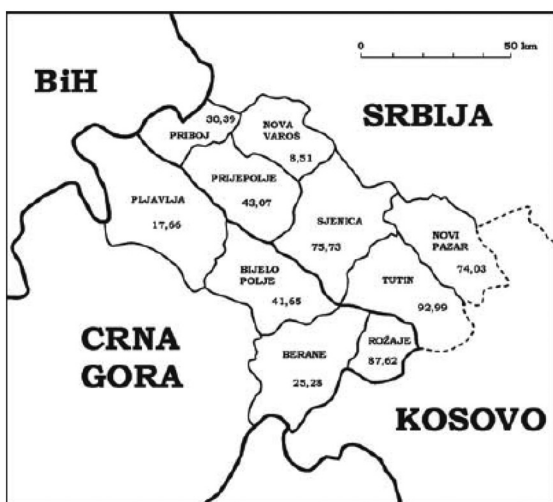 0
50 km
BiH
SRBIJA
30,39
PRIBOJ
NOVA
VAROŠ
8,51
PRIJEPOLJE
43,07
PLJAVLJA
17,66
SJENICA
75,73
NOVI
PAZAR
74,03
BIJELO
POLJE
41,65
TUTIN
92,99
CRNA
GORA
BERANE
25,28
ROŽAJE
87,62
KOSOVO